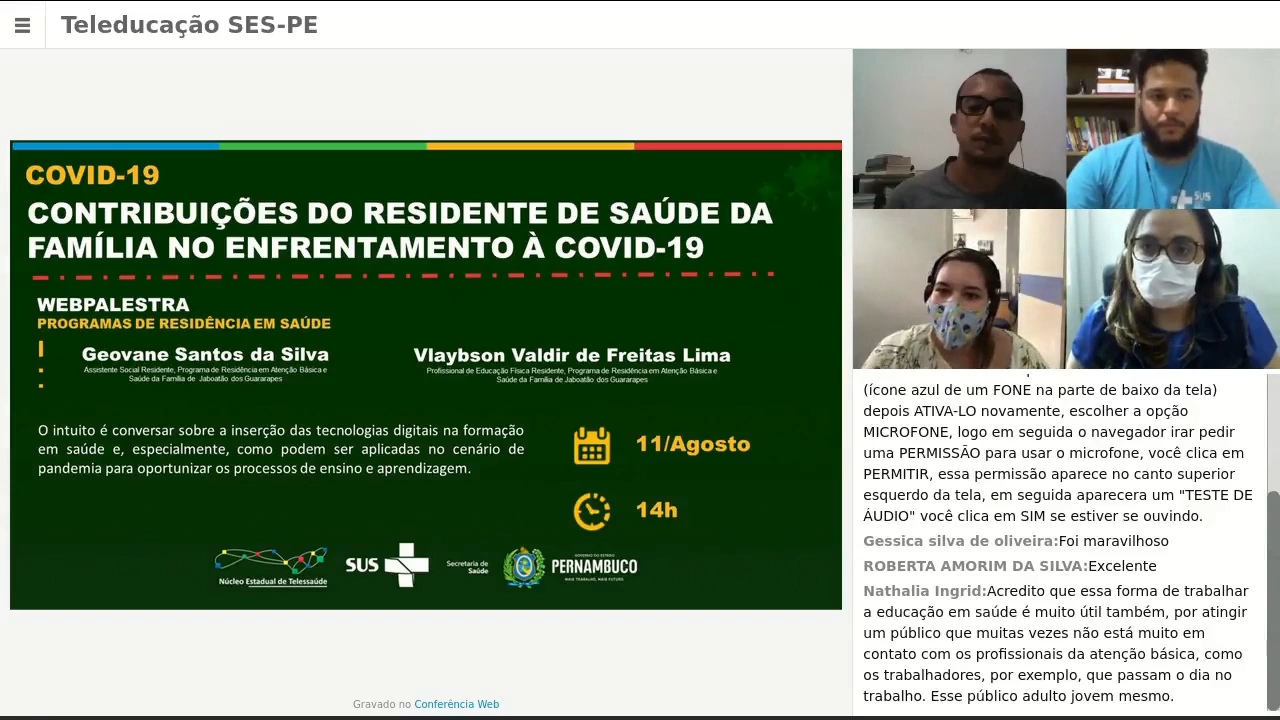 Teleducação SES-PE
COVID-19
CONTRIBUIÇÕES DO RESIDENTE DE SAÚDE DA
FAMÍLIA NO ENFRENTAMENTO À COVID-19
WEBPALESTRA
PROGRAMAS DE RESIDÊNCIA EM SAÚDE
Geovane Santos da Silva
Assistente Social Residente, Programa de Residência em Atenção Básica e
Saúde da Família de Jaboatão dos Guararapes
Vlaybson Valdir de Freitas Lima
Profissional de Educação Física Residente, Programa de Residência em Atenção Básica e
Saúde da Família de Jaboatão dos Guararapes
O intuito é conversar sobre a inserção das tecnologias digitais na formação
em saúde e, especialmente, como podem ser aplicadas no cenário de
pandemia para oportunizar os processos de ensino e aprendizagem.
11/Agosto
14h
Núcleo Estadual de Telessaúde
SUS
Secretaria de
Saúde
GOVERNO DO ESTADO
PERNAMBUCO
MAIS TRABALHO, MAIS FUTURO.
Gravado no Conferência Web
SUS
(ícone azul de um FONE na parte de baixo da tela)
depois ATIVA-LO novamente, escolher a opção
MICROFONE, logo em seguida o navegador irar pedir
uma PERMISSÃO para usar o microfone, você clica em
PERMITIR, essa permissão aparece no canto superior
esquerdo da tela, em seguida aparecera um "TESTE DE
ÁUDIO" você clica em SIM se estiver se ouvindo.
Gessica silva de oliveira:Foi maravilhoso
ROBERTA AMORIM DA SILVA:Excelente
Nathalia Ingrid:Acredito que essa forma de trabalhar
a educação em saúde é muito útil também, por atingir
um público que muitas vezes não está muito em
contato com os profissionais da atenção básica, como
os trabalhadores, por exemplo, que passam o dia no
trabalho. Esse público adulto jovem mesmo.